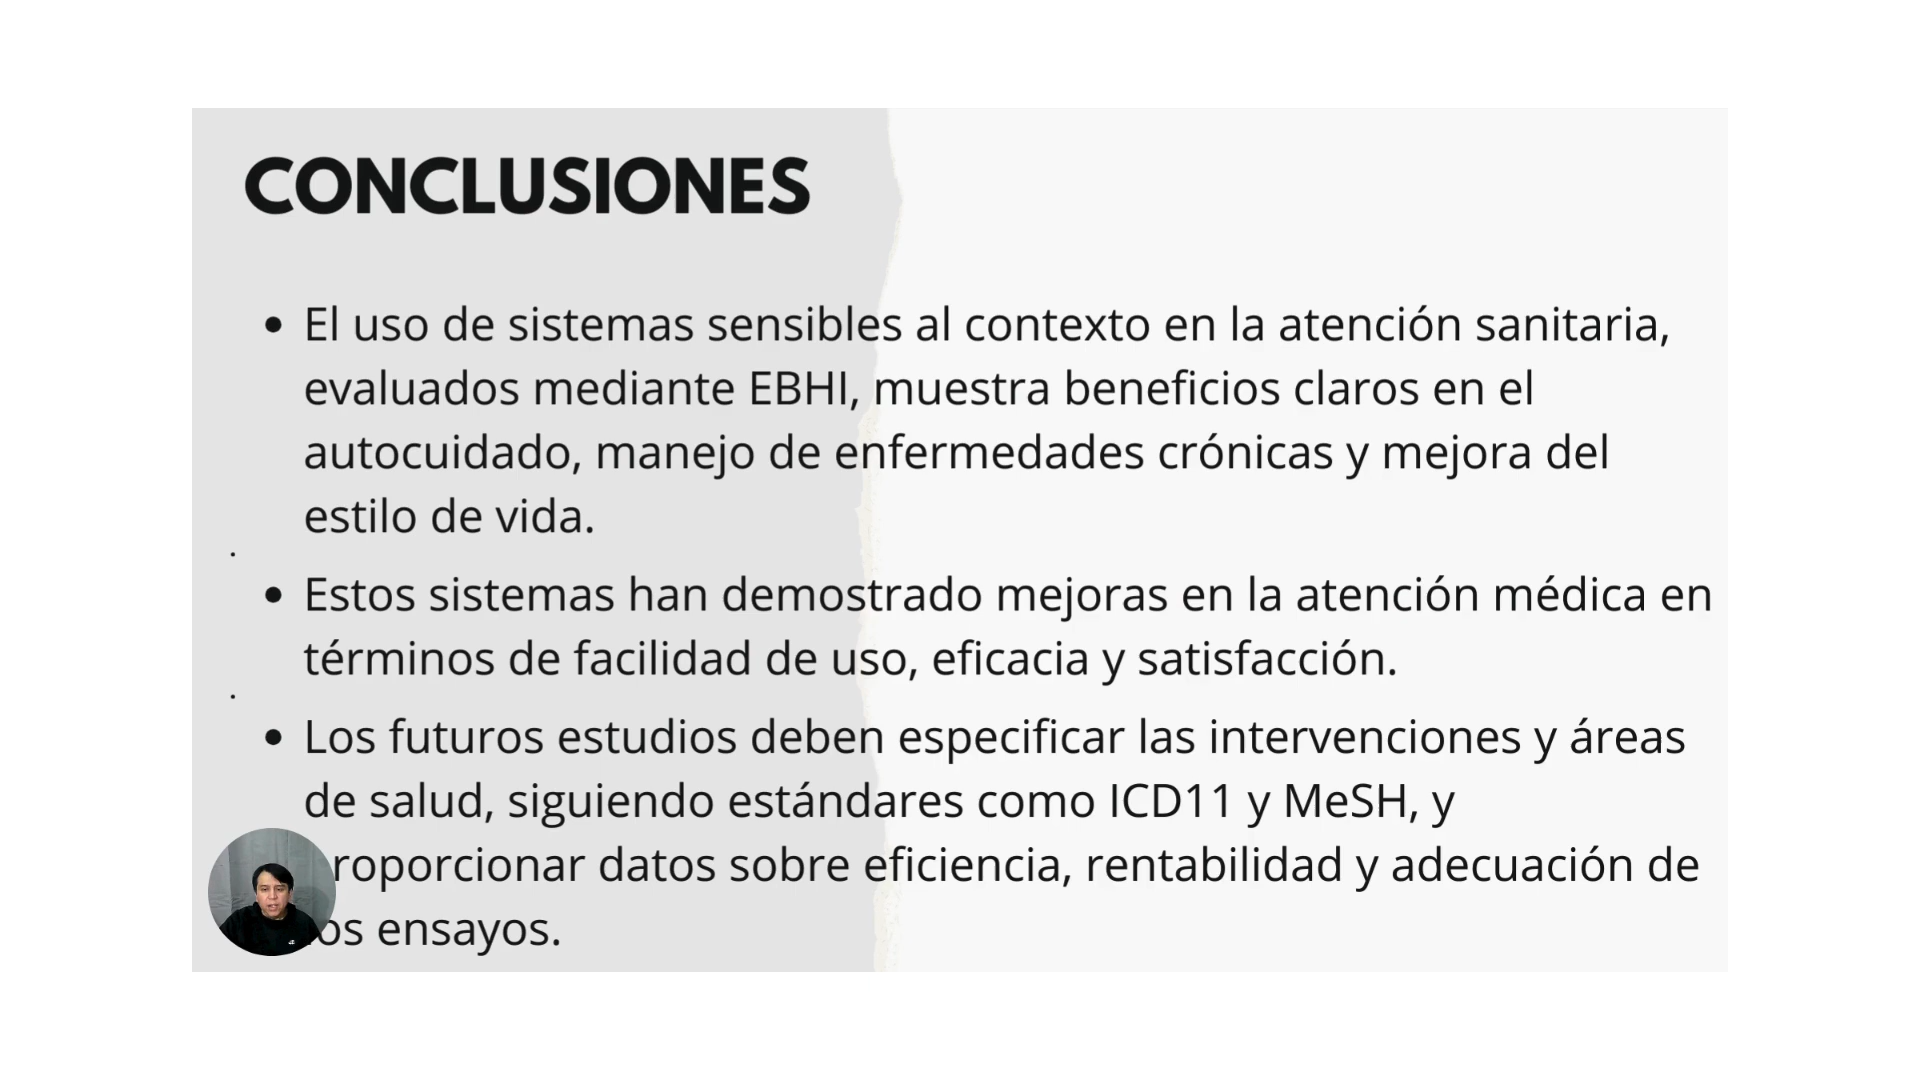 CONCLUSIONES
• El uso de sistemas sensibles al contexto en la atención sanitaria,
evaluados mediante EBHI, muestra beneficios claros en el
autocuidado, manejo de enfermedades crónicas y mejora del
estilo de vida.
• Estos sistemas han demostrado mejoras en la atención médica en
términos de facilidad de uso, eficacia y satisfacción.
• Los futuros estudios deben especificar las intervenciones y áreas
de salud, siguiendo estándares como ICD11 y MeSH, y
roporcionar datos sobre eficiencia, rentabilidad y adecuación de
os ensayos.